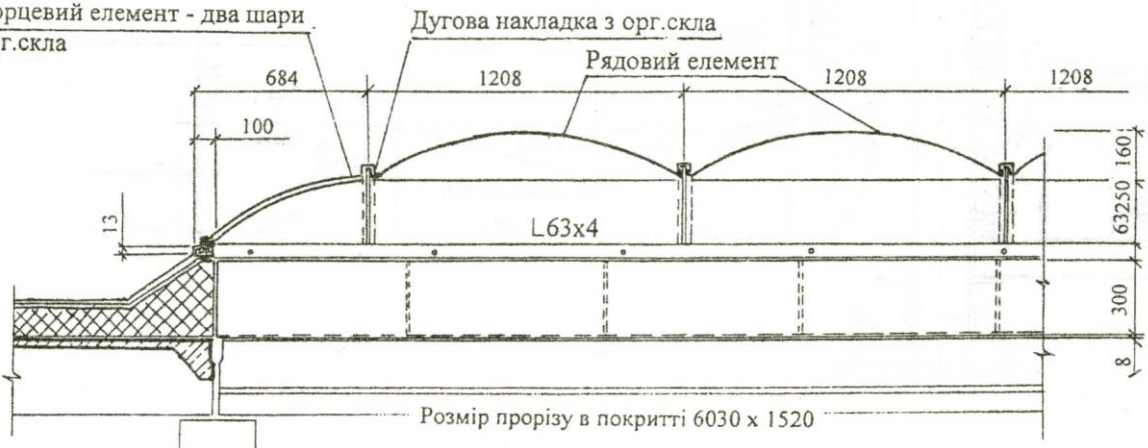 орцевий елемент - два шари
г.скла
Дугова накладка з орг.скла
Рядовий елемент
684
1208
1208
1208
100
160
250
63
13
L63x4
300
8
Розмір прорізу в покритті 6030 x 1520